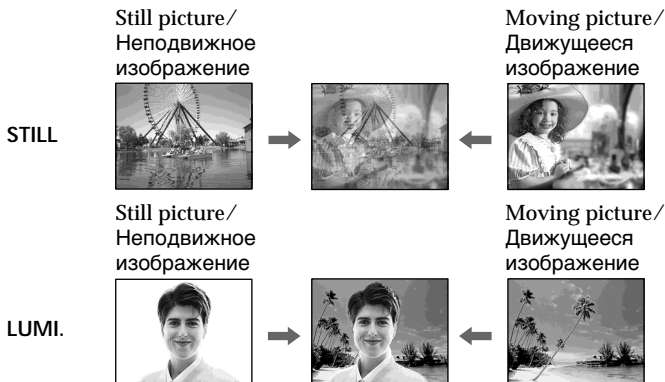 Still picture/
Неподвижное
изображение
Moving picture/
Движущееся
изображение
STILL
Still picture/
Неподвижное
изображение
Moving picture/
Движущееся
изображение
LUMI.